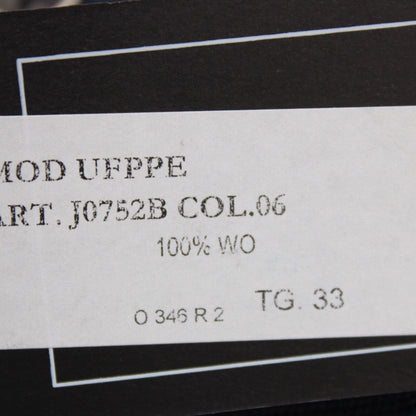 MOD UFPPE
ART. J0752B COL.06
100% WO
O 346 R 2 TG. 33